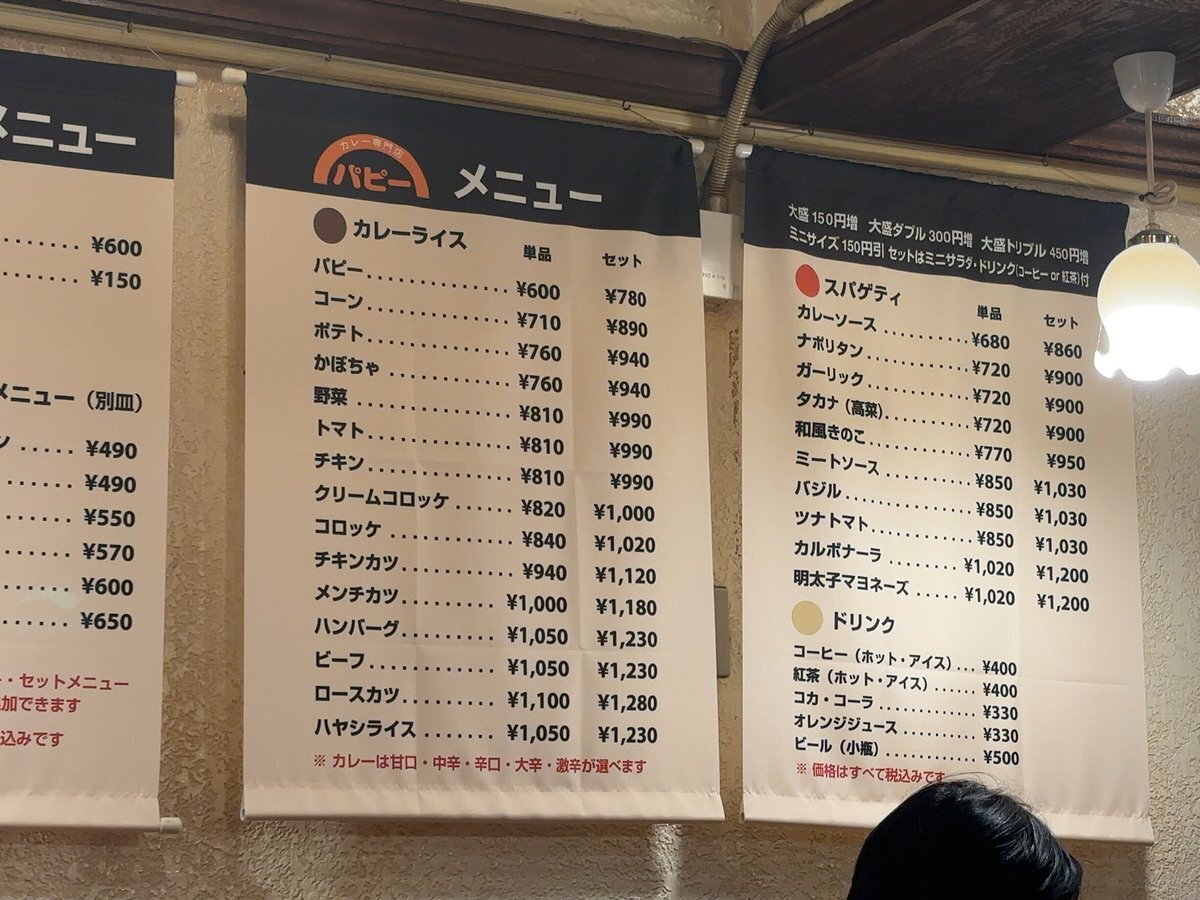 メニュー
¥600
¥150
メニュー（別皿）
¥490
¥490
¥550
¥570
¥600
¥650
・セットメニュー
加できます
込みです
カレー専門店
パピー メニュー
カレーライス 単品 セット
パピー ¥600 ¥780
コーン ¥710 ¥890
ポテト ¥760 ¥940
かぼちゃ ¥760 ¥940
野菜 ¥810 ¥990
トマト ¥810 ¥990
チキン ¥810 ¥990
クリームコロッケ ¥820 ¥1,000
コロッケ ¥840 ¥1,020
チキンカツ ¥940 ¥1,120
メンチカツ ¥1,000 ¥1,180
ハンバーグ ¥1,050 ¥1,230
ビーフ ¥1,050 ¥1,230
ロースカツ ¥1,100 ¥1,280
ハヤシライス ¥1,050 ¥1,230
※ カレーは甘口・中辛・辛口・大辛・激辛が選べます
大盛 150円増 大盛ダブル 300円増 大盛トリプル 450円増
ミニサイズ 150円引 セットはミニサラダ・ドリンク(コーヒー or 紅茶)付
スパゲティ 単品 セット
カレーソース ¥680 ¥860
ナポリタン ¥720 ¥900
ガーリック ¥720 ¥900
タカナ（高菜） ¥720 ¥900
和風きのこ ¥770 ¥950
ミートソース ¥850 ¥1,030
バジル ¥850 ¥1,030
ツナトマト ¥850 ¥1,030
カルボナーラ ¥1,020 ¥1,200
明太子マヨネーズ ¥1,020 ¥1,200
ドリンク
コーヒー（ホット・アイス） ¥400
紅茶（ホット・アイス） ¥400
コカ・コーラ ¥330
オレンジジュース ¥330
ビール（小瓶） ¥500
※ 価格はすべて税込みです